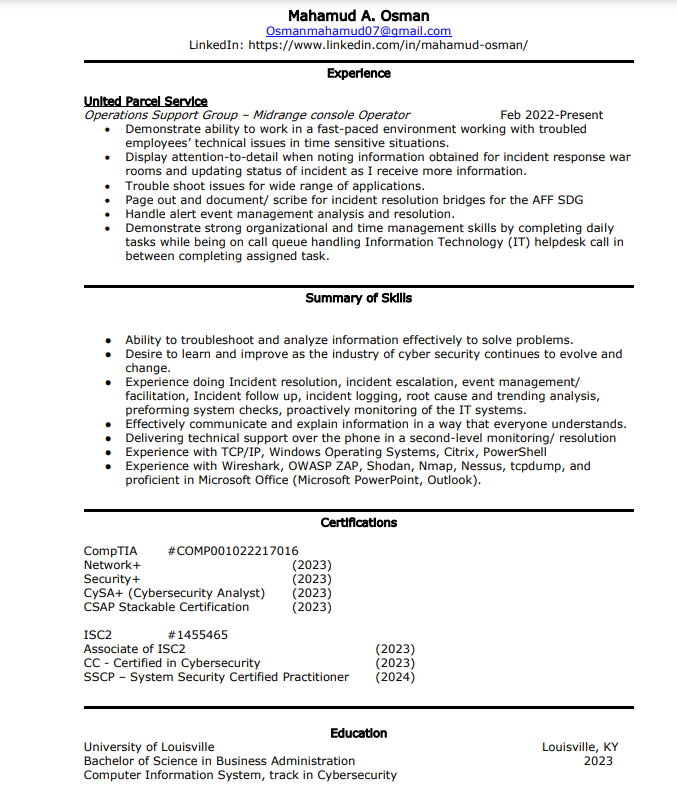 Mahamud A. Osman
Osmanmahamud07@gmail.com
LinkedIn: https://www.linkedin.com/in/mahamud-osman/
Experience
United Parcel Service
Operations Support Group – Midrange console Operator Feb 2022-Present
• Demonstrate ability to work in a fast-paced environment working with troubled
employees’ technical issues in time sensitive situations.
• Display attention-to-detail when noting information obtained for incident response war
rooms and updating status of incident as I receive more information.
• Trouble shoot issues for wide range of applications.
• Page out and document/ scribe for incident resolution bridges for the AFF SDG
• Handle alert event management analysis and resolution.
• Demonstrate strong organizational and time management skills by completing daily
tasks while being on call queue handling Information Technology (IT) helpdesk call in
between completing assigned task.
Summary of Skills
● Ability to troubleshoot and analyze information effectively to solve problems.
● Desire to learn and improve as the industry of cyber security continues to evolve and
change.
● Experience doing Incident resolution, incident escalation, event management/
facilitation, Incident follow up, incident logging, root cause and trending analysis,
preforming system checks, proactively monitoring of the IT systems.
● Effectively communicate and explain information in a way that everyone understands.
● Delivering technical support over the phone in a second-level monitoring/ resolution
● Experience with TCP/IP, Windows Operating Systems, Citrix, PowerShell
● Experience with Wireshark, OWASP ZAP, Shodan, Nmap, Nessus, tcpdump, and
proficient in Microsoft Office (Microsoft PowerPoint, Outlook).
Certifications
CompTIA #COMP001022217016
Network+ (2023)
Security+ (2023)
CySA+ (Cybersecurity Analyst) (2023)
CSAP Stackable Certification (2023)
ISC2 #1455465
Associate of ISC2 (2023)
CC - Certified in Cybersecurity (2023)
SSCP – System Security Certified Practitioner (2024)
Education
University of Louisville Louisville, KY
Bachelor of Science in Business Administration 2023
Computer Information System, track in Cybersecurity